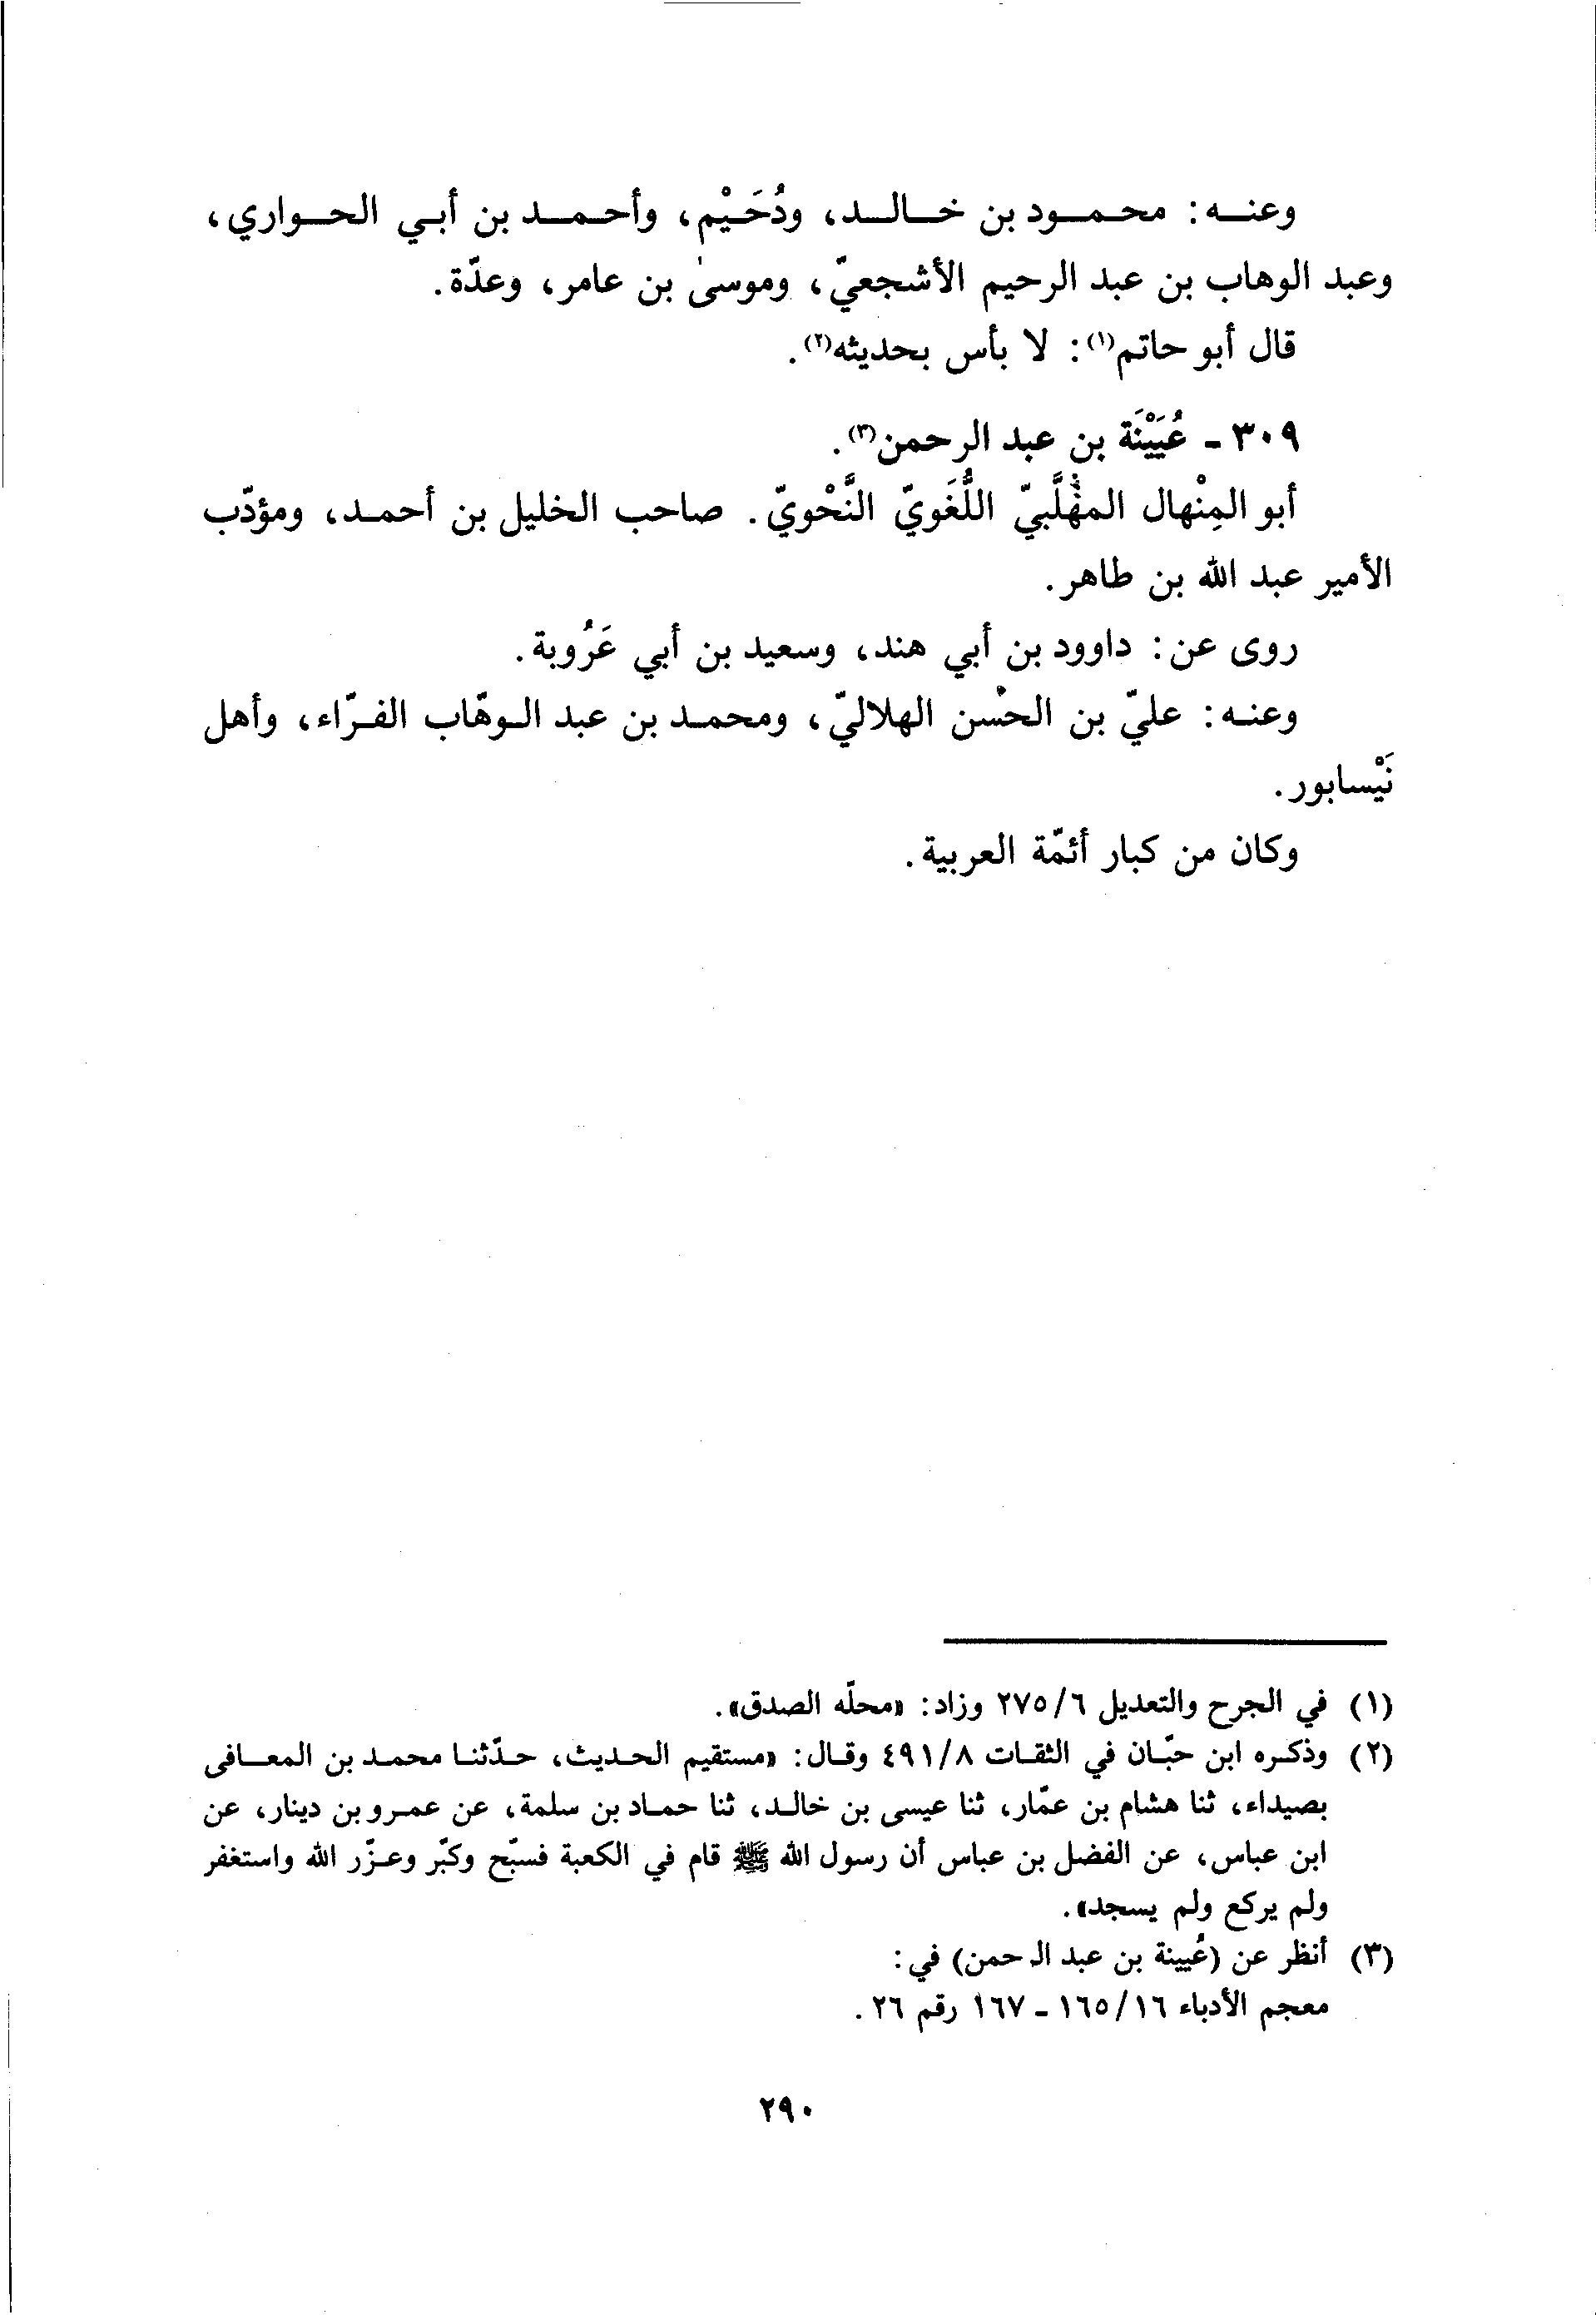 وعنه: محمود بن خالد، ودُحَيْم، وأحمد بن أبي الحواري،
وعبد الوهاب بن عبد الرحيم الأشجعيّ، وموسىٰ بن عامر، وعدّة.
قال أبو حاتم(١): لا بأس بحديثه(٢).
٣٠٩ - عُيَيْنَة بن عبد الرحمن(٣).
أبو المِنْهال المهْلَّبيّ اللُّغَويّ النَّحْويّ. صاحب الخليل بن أحمد، ومؤدّب
الأمير عبد الله بن طاهر.
روى عن: داوود بن أبي هند، وسعيد بن أبي عَرُوبة.
وعنه: عليّ بن الحْسن الهلاليّ، ومحمد بن عبد الوهّاب الفرّاء، وأهل
نَيْسابور.
وكان من كبار أئمّة العربية.
(١) في الجرح والتعديل ٢٧٥/٦ وزاد: «محلّه الصدق».
(٢) وذكره ابن حبّان في الثقات ٤٩١/٨ وقال: «مستقيم الحديث، حدّثنا محمد بن المعافى
بصيداء، ثنا هشام بن عمّار، ثنا عيسى بن خالد، ثنا حماد بن سلمة، عن عمرو بن دينار، عن
ابن عباس، عن الفضل بن عباس أن رسول الله ﷺ قام في الكعبة فسبّح وكبّر وعزّر الله واستغفر
ولم يركع ولم يسجد».
(٣) أنظر عن (عُيينة بن عبد الرحمن) في:
معجم الأدباء ١٦٥/١٦ - ١٦٧ رقم ٢٦.
٢٩٠